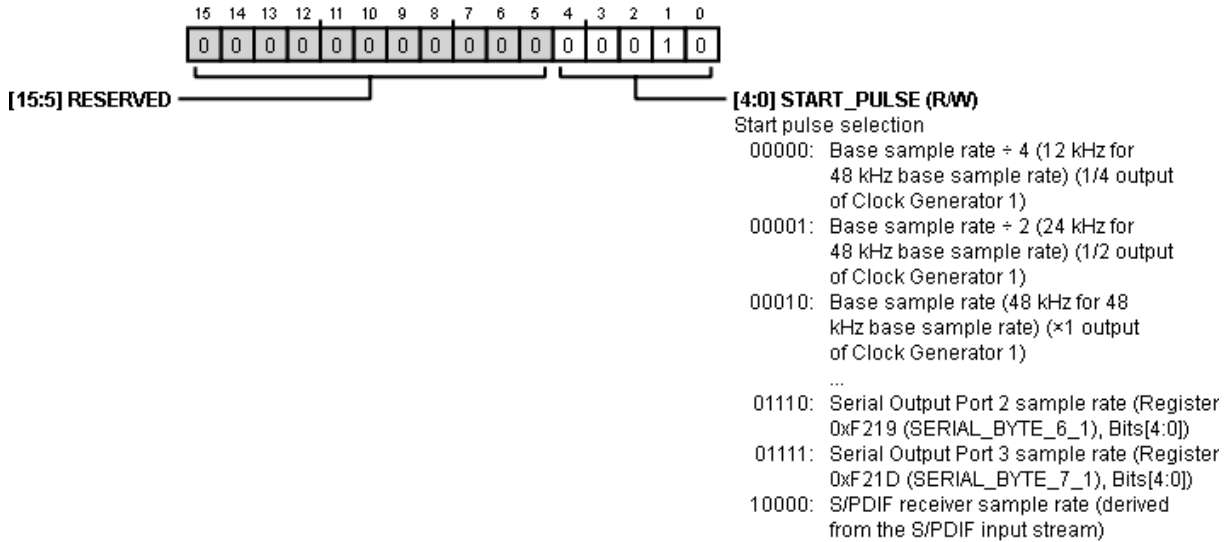 15 14 13 12 11 10 9 8 7 6 5 4 3 2 1 0
0 0 0 0 0 0 0 0 0 0 0 0 0 0 1 0
[15:5] RESERVED
[4:0] START_PULSE (R/W)
Start pulse selection
00000: Base sample rate ÷ 4 (12 kHz for
48 kHz base sample rate) (1/4 output
of Clock Generator 1)
00001: Base sample rate ÷ 2 (24 kHz for
48 kHz base sample rate) (1/2 output
of Clock Generator 1)
00010: Base sample rate (48 kHz for 48
kHz base sample rate) (×1 output
of Clock Generator 1)
...
01110: Serial Output Port 2 sample rate (Register
0xF219 (SERIAL_BYTE_6_1), Bits[4:0])
01111: Serial Output Port 3 sample rate (Register
0xF21D (SERIAL_BYTE_7_1), Bits[4:0])
10000: S/PDIF receiver sample rate (derived
from the S/PDIF input stream)